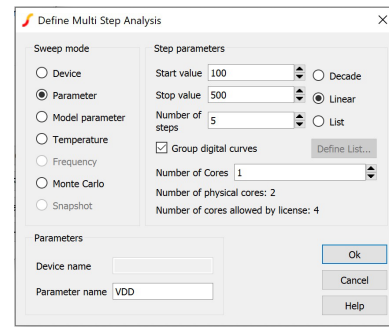 Define Multi Step Analysis
Sweep mode
Device
Parameter
Model parameter
Temperature
Frequency
Monte Carlo
Snapshot
Step parameters
Start value 100
Stop value 500
Number of
steps 5
Decade
Linear
List
Group digital curves
Define List...
Number of Cores 1
Number of physical cores: 2
Number of cores allowed by license: 4
Parameters
Device name
Parameter name VDD
Ok
Cancel
Help